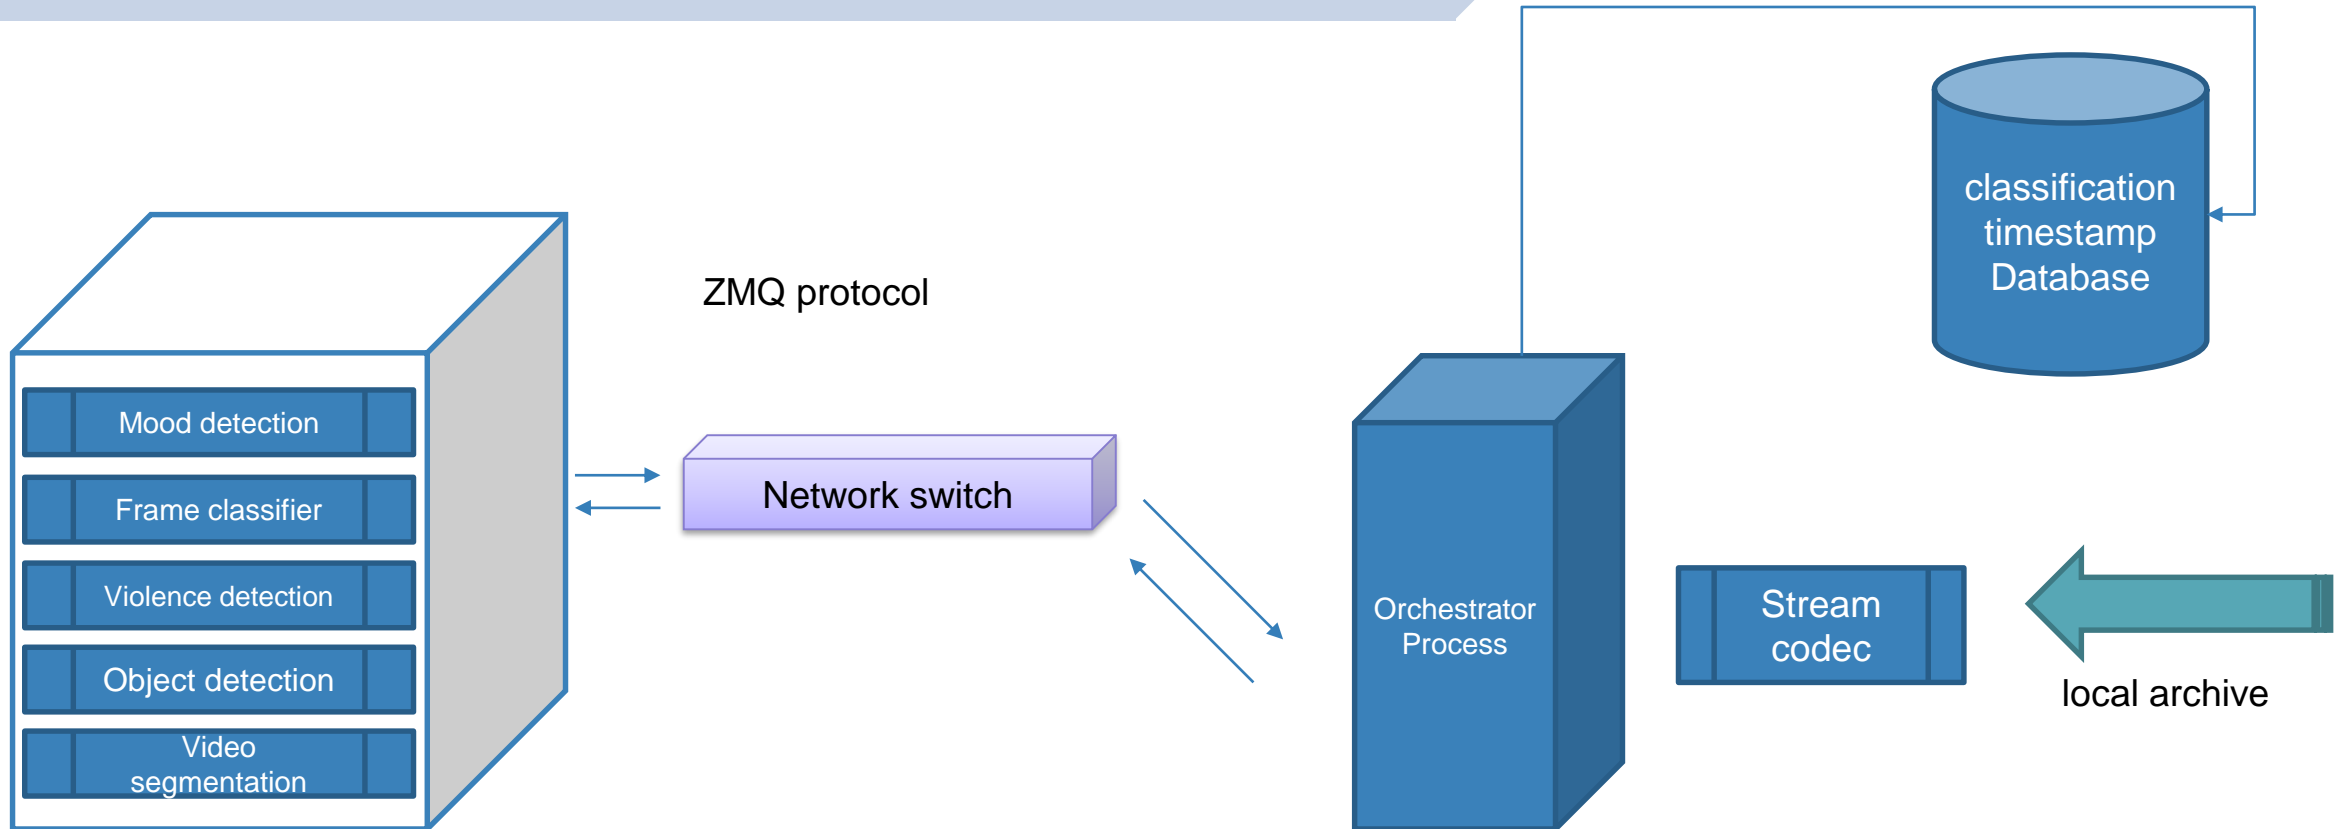 ZMQ protocol
Mood detection
Frame classifier
Violence detection
Object detection
Video
segmentation
Network switch
Orchestrator
Process
classification
timestamp
Database
Stream
codec
local archive